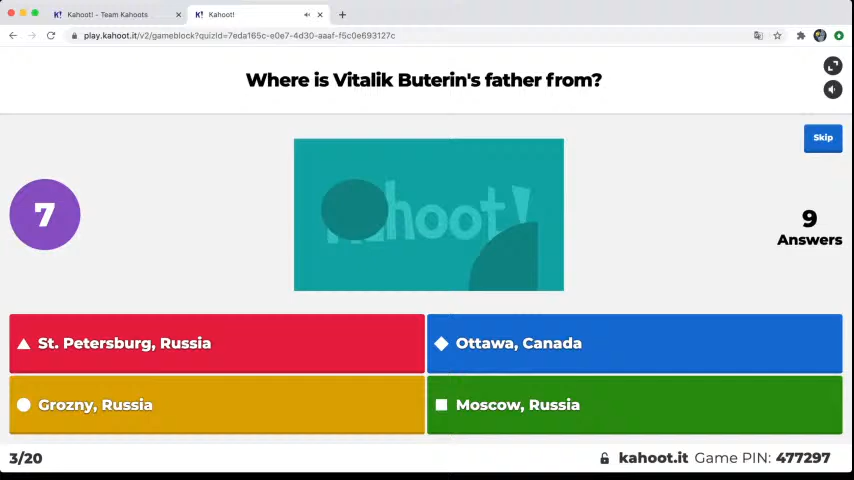 Kahoot! - Team Kahoots
Kahoot!
play.kahoot.it/v2/gameblock?quizId=7eda165c-e0e7-4d30-aaaf-f5c0e693127c
Where is Vitalik Buterin's father from?
Skip
7
Kahoot!
9
Answers
St. Petersburg, Russia
Ottawa, Canada
Grozny, Russia
Moscow, Russia
3/20
kahoot.it Game PIN: 477297